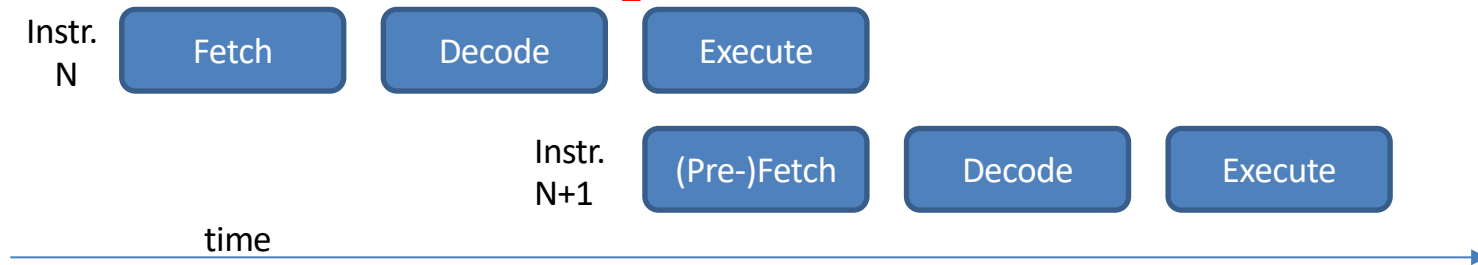 Instr.
N
Fetch
Decode
Execute
Instr.
N+1
(Pre-)Fetch
Decode
Execute
time